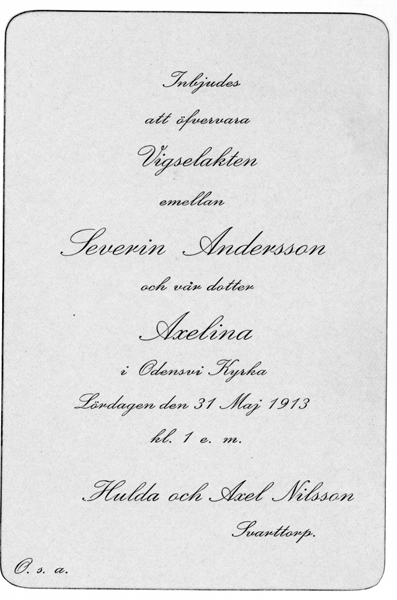 Inbjudes
att öfvervara
Vigselakten
emellan
Severin Andersson
och vår dotter
Axelina
i Odensvi Kyrka
Lördagen den 31 Maj 1913
kl. 1 e. m.
Hulda och Axel Nilsson
Svarttorp.
O. s. a.